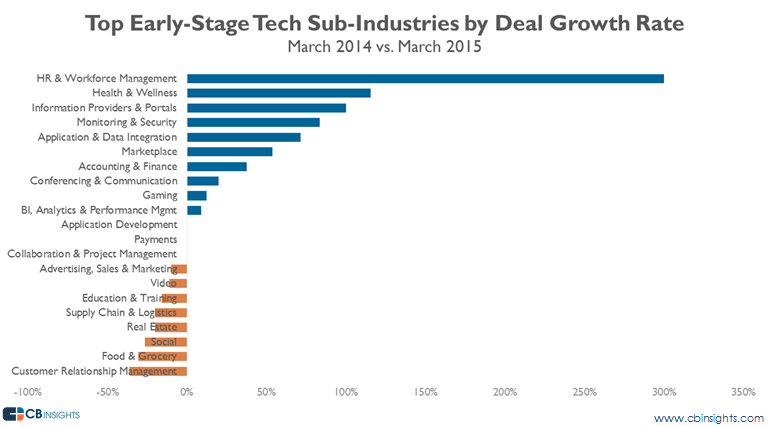 Top Early-Stage Tech Sub-Industries by Deal Growth Rate
March 2014 vs. March 2015
HR & Workforce Management
Health & Wellness
Information Providers & Portals
Monitoring & Security
Application & Data Integration
Marketplace
Accounting & Finance
Conferencing & Communication
Gaming
BI, Analytics & Performance Mgmt
Application Development
Payments
Collaboration & Project Management
Advertising, Sales & Marketing
Video
Education & Training
Supply Chain & Logistics
Real Estate
Social
Food & Grocery
Customer Relationship Management
-100% -50% 0% 50% 100% 150% 200% 250% 300% 350%
CBINSIGHTS
www.cbinsights.com